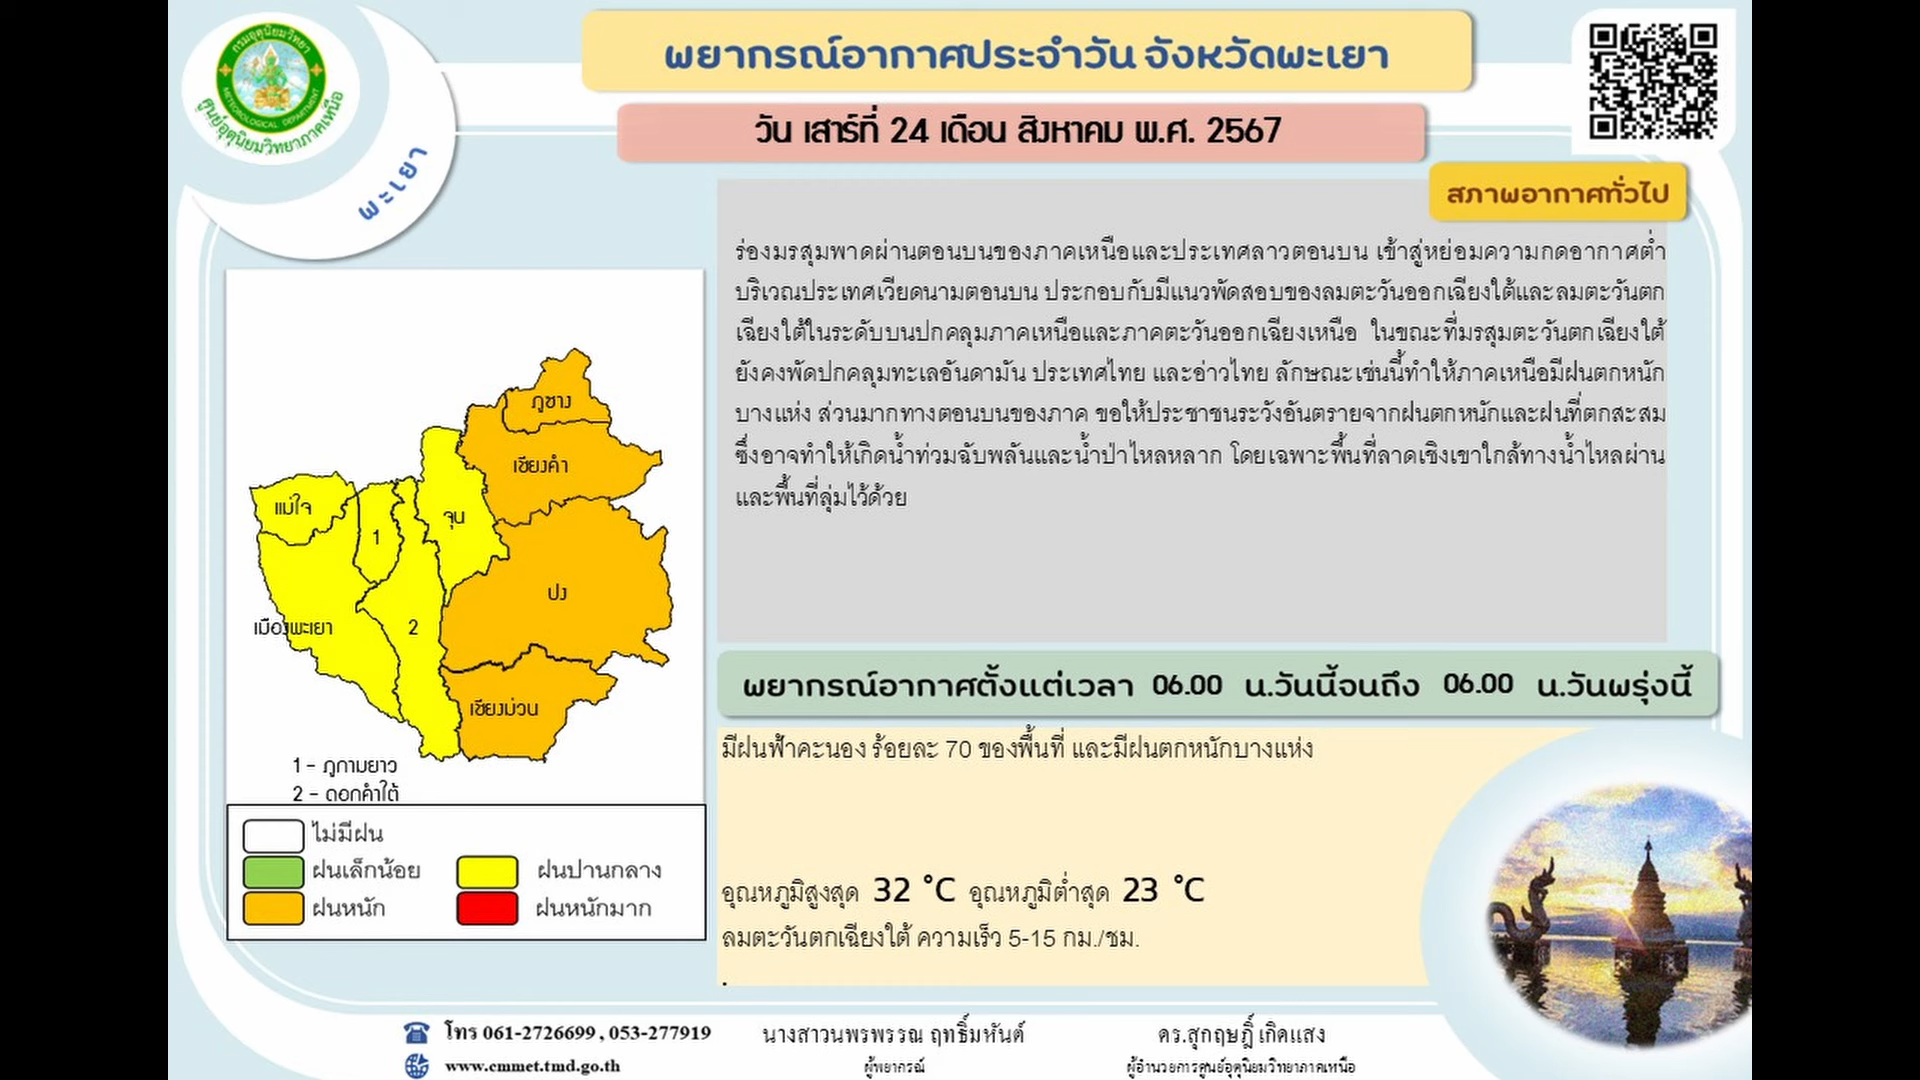 กรมอุตุนิยมวิทยา
METEOROLOGICAL DEPARTMENT
ศูนย์อุตุนิยมวิทยาภาคเหนือ
พะเยา
พยากรณ์อากาศประจำวัน จังหวัดพะเยา
วัน เสาร์ที่ 24 เดือน สิงหาคม พ.ศ. 2567
สภาพอากาศทั่วไป
ร่องมรสุมพาดผ่านตอนบนของภาคเหนือและประเทศลาวตอนบน เข้าสู่หย่อมความกดอากาศต่ำ
บริเวณประเทศเวียดนามตอนบน ประกอบกับมีแนวพัดสอบของลมตะวันออกเฉียงใต้และลมตะวันตก
เฉียงใต้ในระดับบนปกคลุมภาคเหนือและภาคตะวันออกเฉียงเหนือ ในขณะที่มรสุมตะวันตกเฉียงใต้
ยังคงพัดปกคลุมทะเลอันดามัน ประเทศไทย และอ่าวไทย ลักษณะเช่นนี้ทำให้ภาคเหนือมีฝนตกหนัก
บางแห่ง ส่วนมากทางตอนบนของภาค ขอให้ประชาชนระวังอันตรายจากฝนตกหนักและฝนที่ตกสะสม
ซึ่งอาจทำให้เกิดน้ำท่วมฉับพลันและน้ำป่าไหลหลาก โดยเฉพาะพื้นที่ลาดเชิงเขาใกล้ทางน้ำไหลผ่าน
และพื้นที่ลุ่มไว้ด้วย
ภูซาง
เชียงคำ
แม่ใจ
จุน
1
ปง
เมืองพะเยา
2
เชียงม่วน
1 - ภูกามยาว
2 - ดอกคำใต้
ไม่มีฝน
ฝนเล็กน้อย
ฝนปานกลาง
ฝนหนัก
ฝนหนักมาก
พยากรณ์อากาศตั้งแต่เวลา 06.00 น.วันนี้จนถึง 06.00 น.วันพรุ่งนี้
มีฝนฟ้าคะนอง ร้อยละ 70 ของพื้นที่ และมีฝนตกหนักบางแห่ง
อุณหภูมิสูงสุด 32 °C อุณหภูมิต่ำสุด 23 °C
ลมตะวันตกเฉียงใต้ ความเร็ว 5-15 กม./ชม.
.
โทร 061-2726699 , 053-277919
www.cmmet.tmd.go.th
นางสาวนพรพรรณ ฤทธิ์มหันต์
ผู้พยากรณ์
ดร.สุกฤษฎิ์ เกิดแสง
ผู้อำนวยการศูนย์อุตุนิยมวิทยาภาคเหนือ